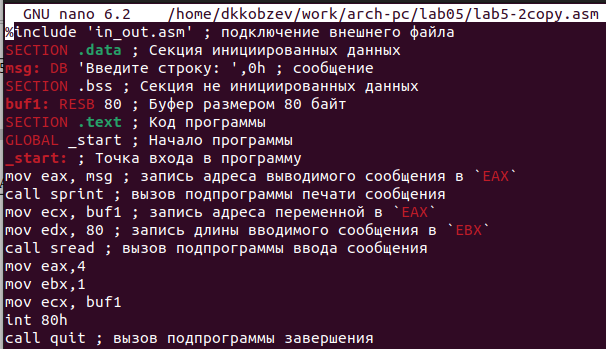 GNU nano 6.2 /home/dkkobzev/work/arch-pc/lab05/lab5-2copy.asm
%include 'in_out.asm' ; подключение внешнего файла
SECTION .data ; Секция инициированных данных
msg: DB 'Введите строку: ',0h ; сообщение
SECTION .bss ; Секция не инициированных данных
buf1: RESB 80 ; Буфер размером 80 байт
SECTION .text ; Код программы
GLOBAL _start ; Начало программы
_start: ; Точка входа в программу
mov eax, msg ; запись адреса выводимого сообщения в `EAX`
call sprint ; вызов подпрограммы печати сообщения
mov ecx, buf1 ; запись адреса переменной в `EAX`
mov edx, 80 ; запись длины вводимого сообщения в `EBX`
call sread ; вызов подпрограммы ввода сообщения
mov eax,4
mov ebx,1
mov ecx, buf1
int 80h
call quit ; вызов подпрограммы завершения